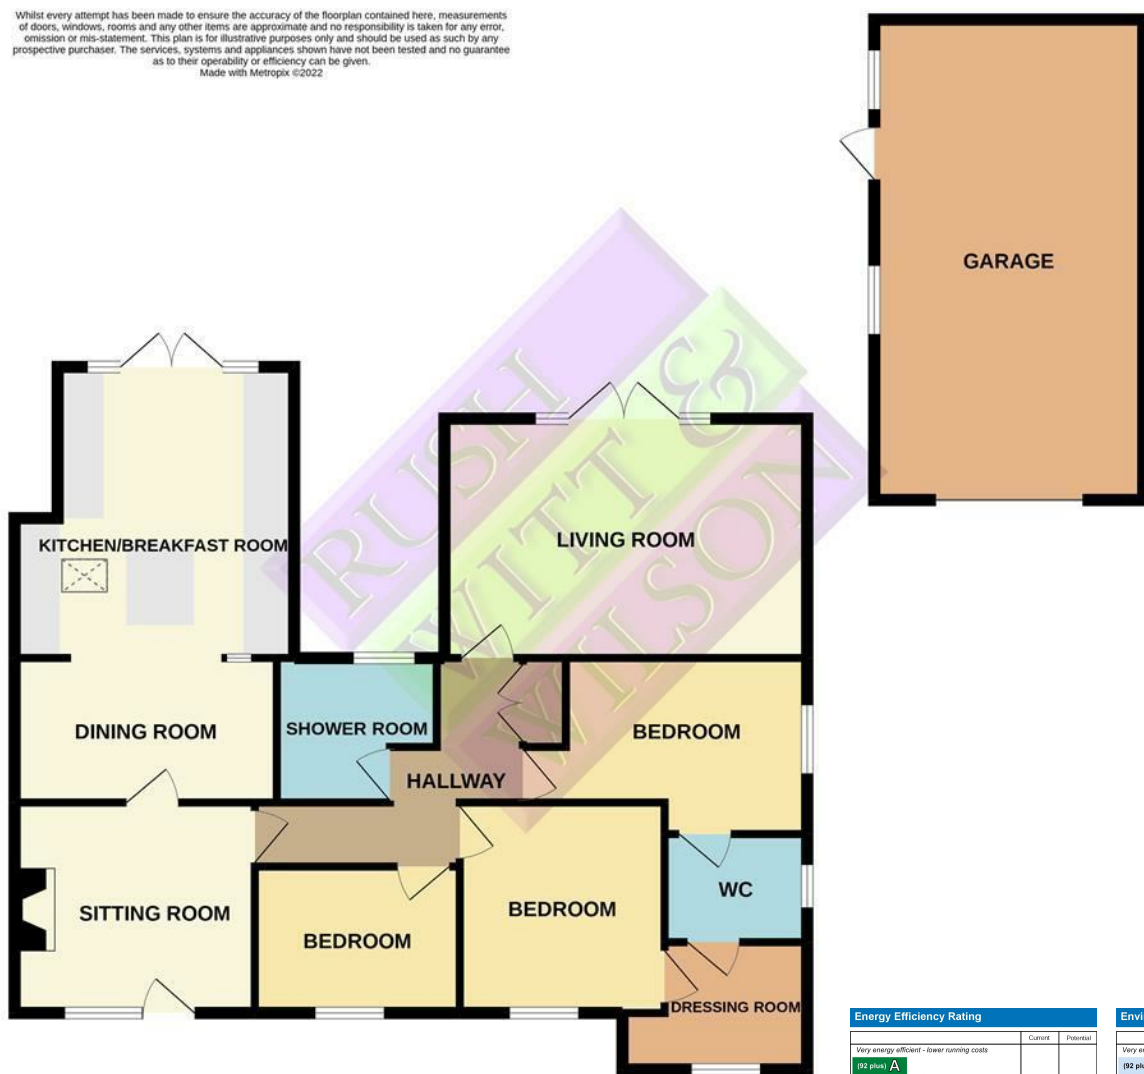 Whilst every attempt has been made to ensure the accuracy of the floorplan contained here, measurements
of doors, windows, rooms and any other items are approximate and no responsibility is taken for any error,
omission or mis-statement. This plan is for illustrative purposes only and should be used as such by any
prospective purchaser. The services, systems and appliances shown have not been tested and no guarantee
as to their operability or efficiency can be given.
Made with Metropix ©2022
GARAGE
RUSH
WITT &
WILSON
KITCHEN/BREAKFAST ROOM
LIVING ROOM
DINING ROOM
SHOWER ROOM
BEDROOM
HALLWAY
WC
SITTING ROOM
BEDROOM
BEDROOM
DRESSING ROOM
Energy Efficiency Rating
Current Potential
Very energy efficient - lower running costs
(92 plus) A
Envi
Very en
(92 plu